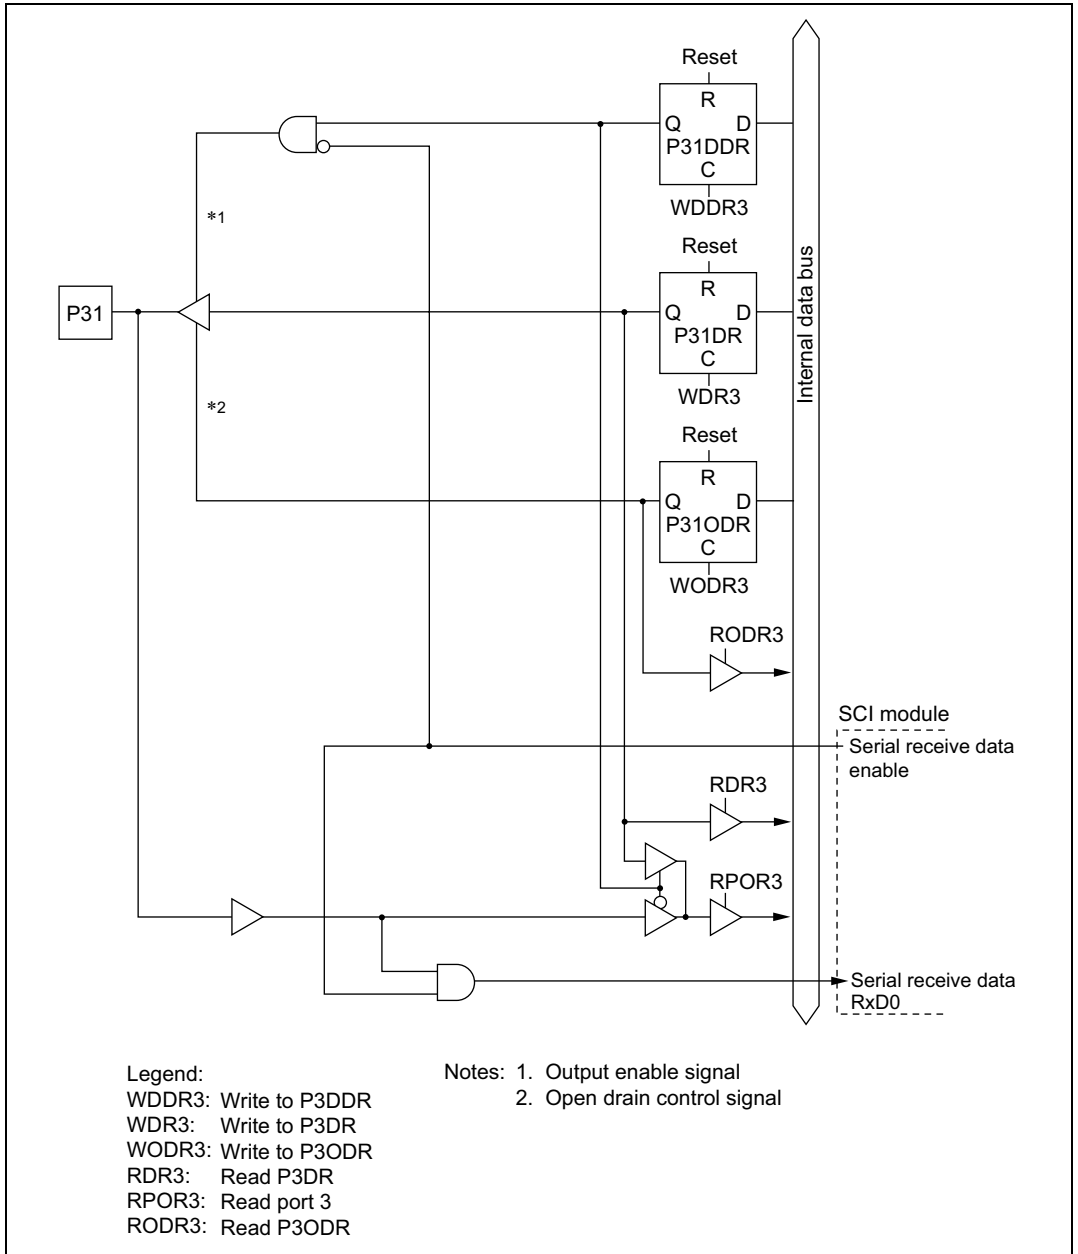 Reset
R
Q D
P31DDR
C
WDDR3
*1
Reset
R
P31
Q D
P31DR
C
WDR3
Internal data bus
*2
Reset
R
Q D
P31ODR
C
WODR3
RODR3
SCI module
Serial receive data
enable
RDR3
RPOR3
Serial receive data
RxD0
Legend:
WDDR3: Write to P3DDR
WDR3: Write to P3DR
WODR3: Write to P3ODR
RDR3: Read P3DR
RPOR3: Read port 3
RODR3: Read P3ODR
Notes: 1. Output enable signal
2. Open drain control signal